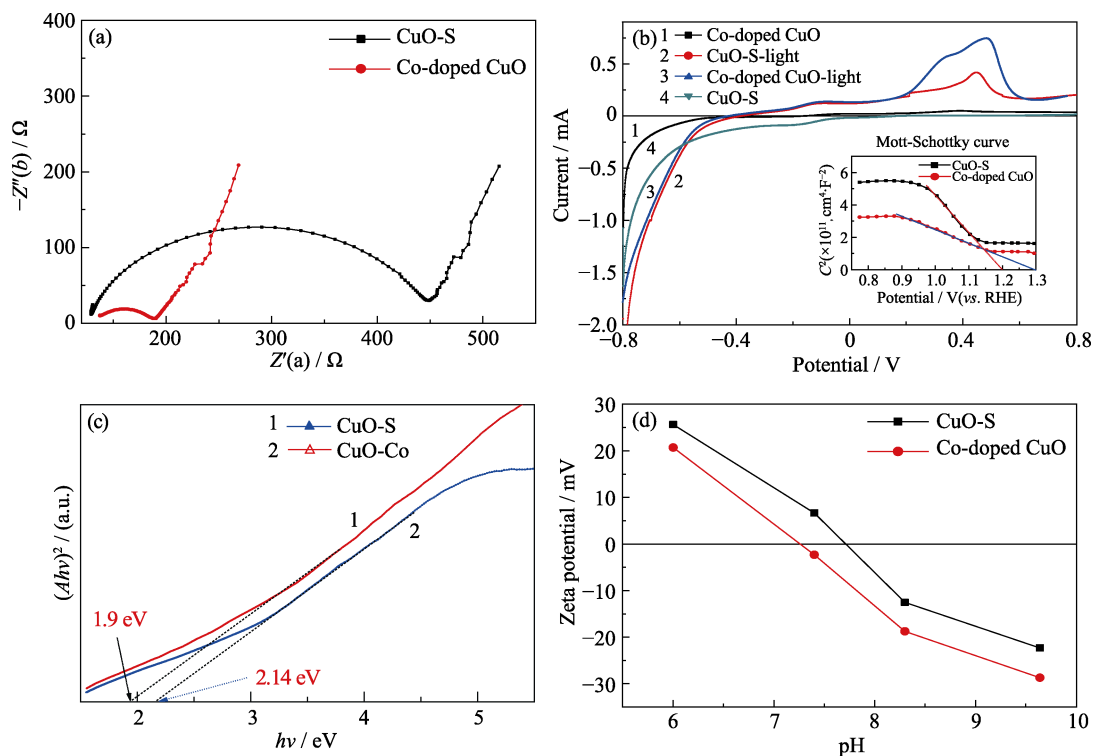 (a)
CuO-S
Co-doped CuO
400
300
200
100
0
200
300
400
500
−Z″(b) / Ω
Z′(a) / Ω
(b)
1 Co-doped CuO
2 CuO-S-light
3 Co-doped CuO-light
4 CuO-S
0.5
0
−0.5
−1.0
−1.5
−2.0
−0.8
−0.4
0
0.4
0.8
1
4
3
2
Current / mA
Potential / V
Mott-Schottky curve
CuO-S
Co-doped CuO
6
4
2
0
0.8
0.9
1.0
1.1
1.2
1.3
Potential / V(vs. RHE)
(c)
1 CuO-S
2 CuO-Co
1
2
1.9 eV
2.14 eV
2
3
4
5
(Ahν)² / (a.u.)
hν / eV
(d)
CuO-S
Co-doped CuO
30
20
10
0
−10
−20
−30
6
7
8
9
10
Zeta potential / mV
pH